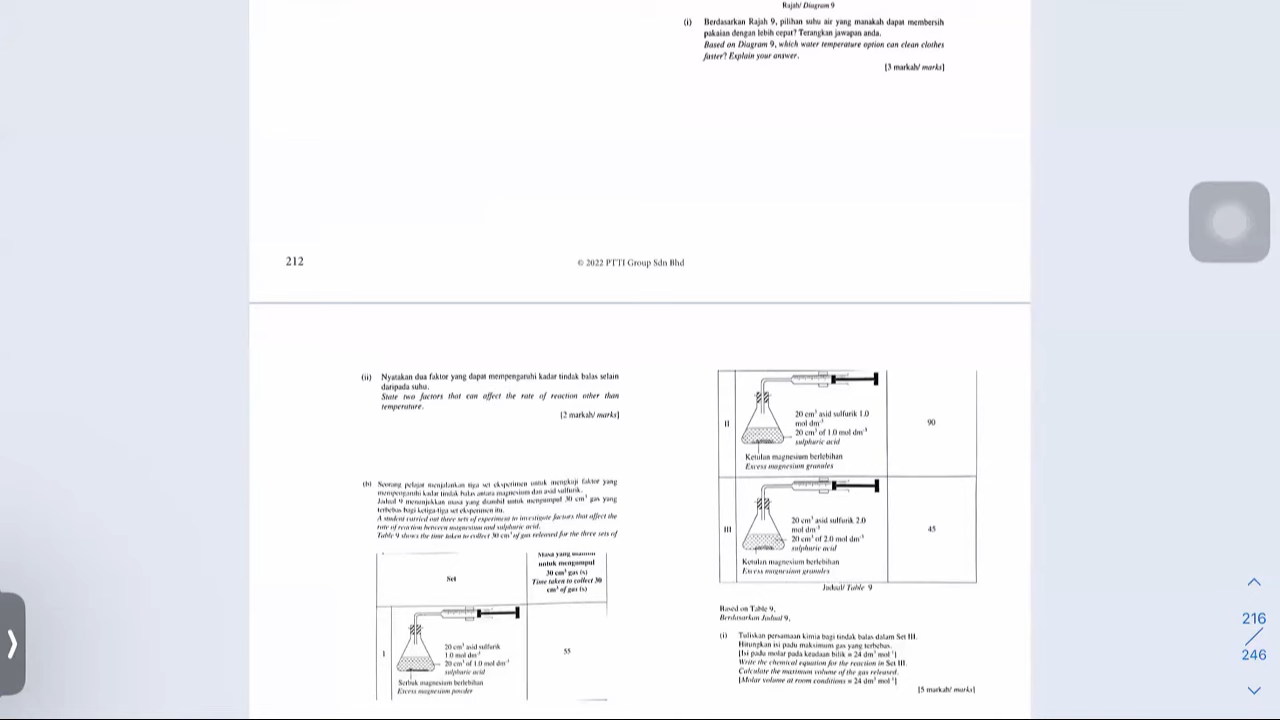 Rajah/ Diagram 9
(i) Berdasarkan Rajah 9, pilihan suhu air yang manakah dapat membersih
pakaian dengan lebih cepat? Terangkan jawapan anda.
Based on Diagram 9, which water temperature option can clean clothes
faster? Explain your answer.
[3 markah/ marks]
212
© 2022 PTTI Group Sdn Bhd
(ii) Nyatakan dua faktor yang dapat mempengaruhi kadar tindak balas selain
daripada suhu.
State two factors that can affect the rate of reaction other than
temperature.
[2 markah/ marks]
(b) Seorang pelajar menjalankan tiga set eksperimen untuk mengkaji faktor yang
mempengaruhi kadar tindak balas antara magnesium dan asid sulfurik.
Jadual 9 menunjukkan masa yang diambil untuk mengumpul 30 cm³ gas yang
terbebas bagi ketiga-tiga set eksperimen itu.
A student carried out three sets of experiment to investigate factors that affect the
rate of reaction between magnesium and sulphuric acid.
Table 9 shows the time taken to collect 30 cm³ of gas released for the three sets of
Set
Masa yang diambil
untuk mengumpul
30 cm³ gas (s)
Time taken to collect 30
cm³ of gas (s)
I
20 cm³ asid sulfurik
1.0 mol dm⁻³
20 cm³ of 1.0 mol dm⁻³
sulphuric acid
Serbuk magnesium berlebihan
Excess magnesium powder
55
II
20 cm³ asid sulfurik 1.0
mol dm⁻³
20 cm³ of 1.0 mol dm⁻³
sulphuric acid
Ketulan magnesium berlebihan
Excess magnesium granules
90
III
20 cm³ asid sulfurik 2.0
mol dm⁻³
20 cm³ of 2.0 mol dm⁻³
sulphuric acid
Ketulan magnesium berlebihan
Excess magnesium granules
45
Jadual/ Table 9
Based on Table 9,
Berdasarkan Jadual 9,
(i) Tuliskan persamaan kimia bagi tindak balas dalam Set III.
Hitungkan isi padu maksimum gas yang terbebas.
[Isi padu molar pada keadaan bilik = 24 dm³ mol⁻¹]
Write the chemical equation for the reaction in Set III.
Calculate the maximum volume of the gas released.
[Molar volume at room conditions = 24 dm³ mol⁻¹]
[5 markah/ marks]